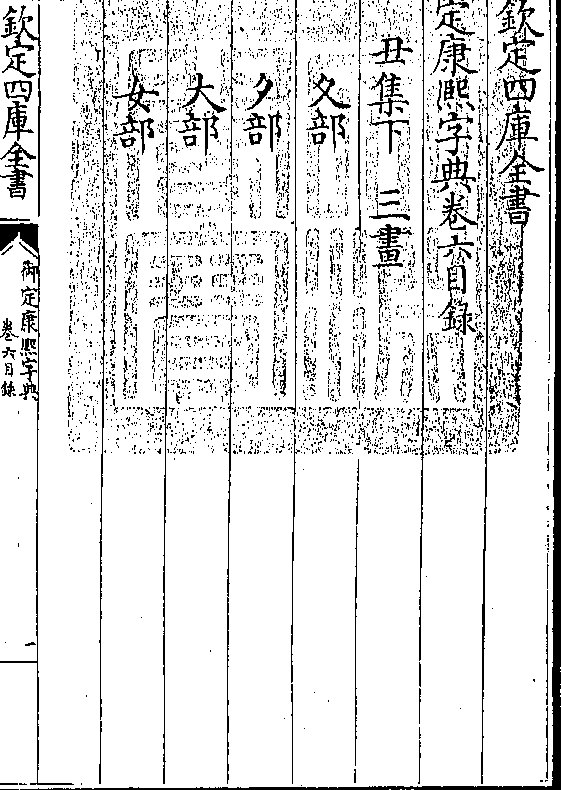 欽定四庫全書
定康熙字典卷六目錄
丑集下 三畫
夊部
夕部
大部
女部
欽定四庫全書
御定康熙字典
卷六目錄
一